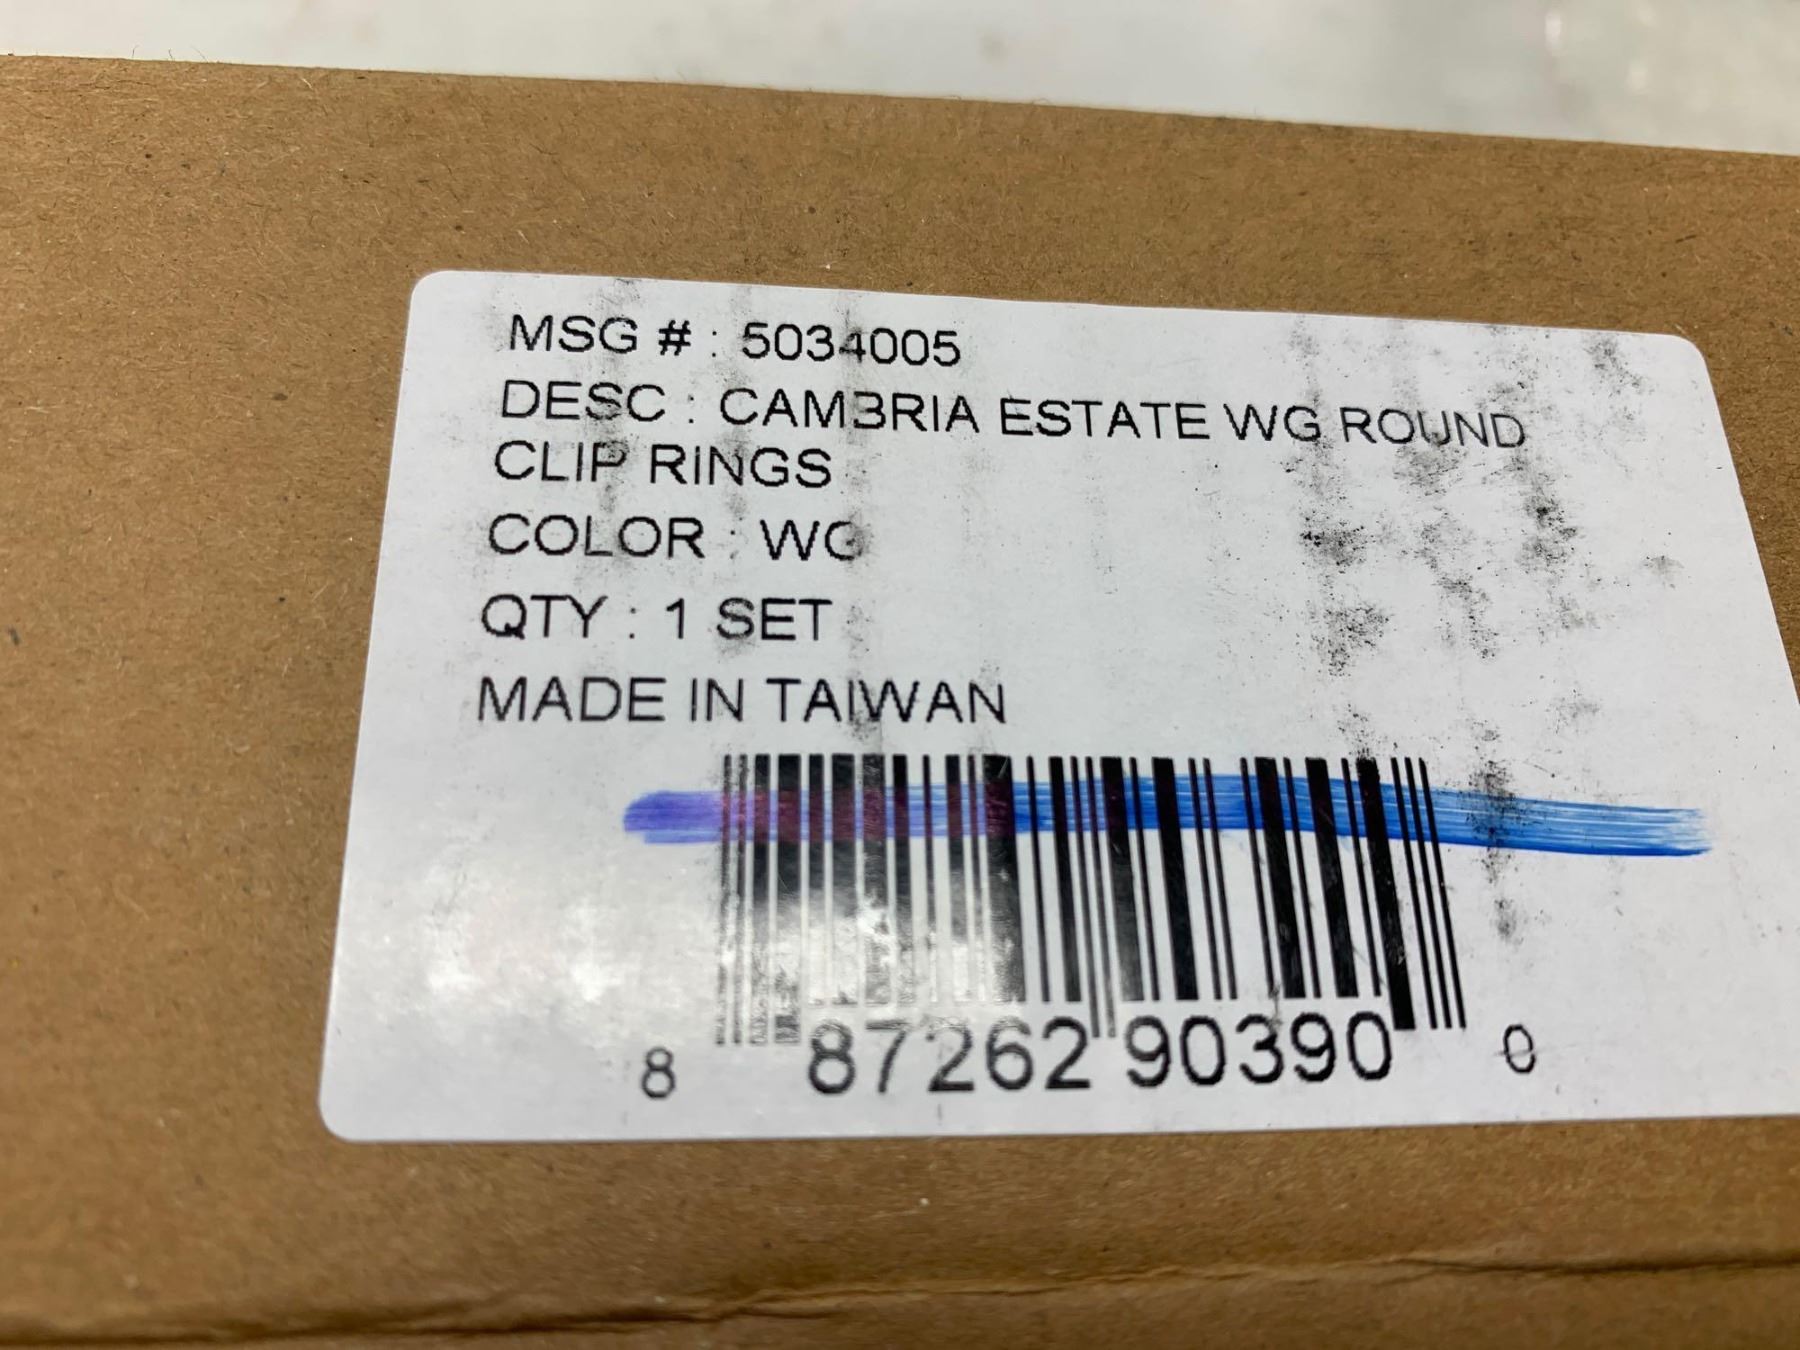 MSG # : 5034005
DESC : CAMBRIA ESTATE WG ROUND
CLIP RINGS
COLOR : WG
QTY : 1 SET
MADE IN TAIWAN
8 87262 90390 0